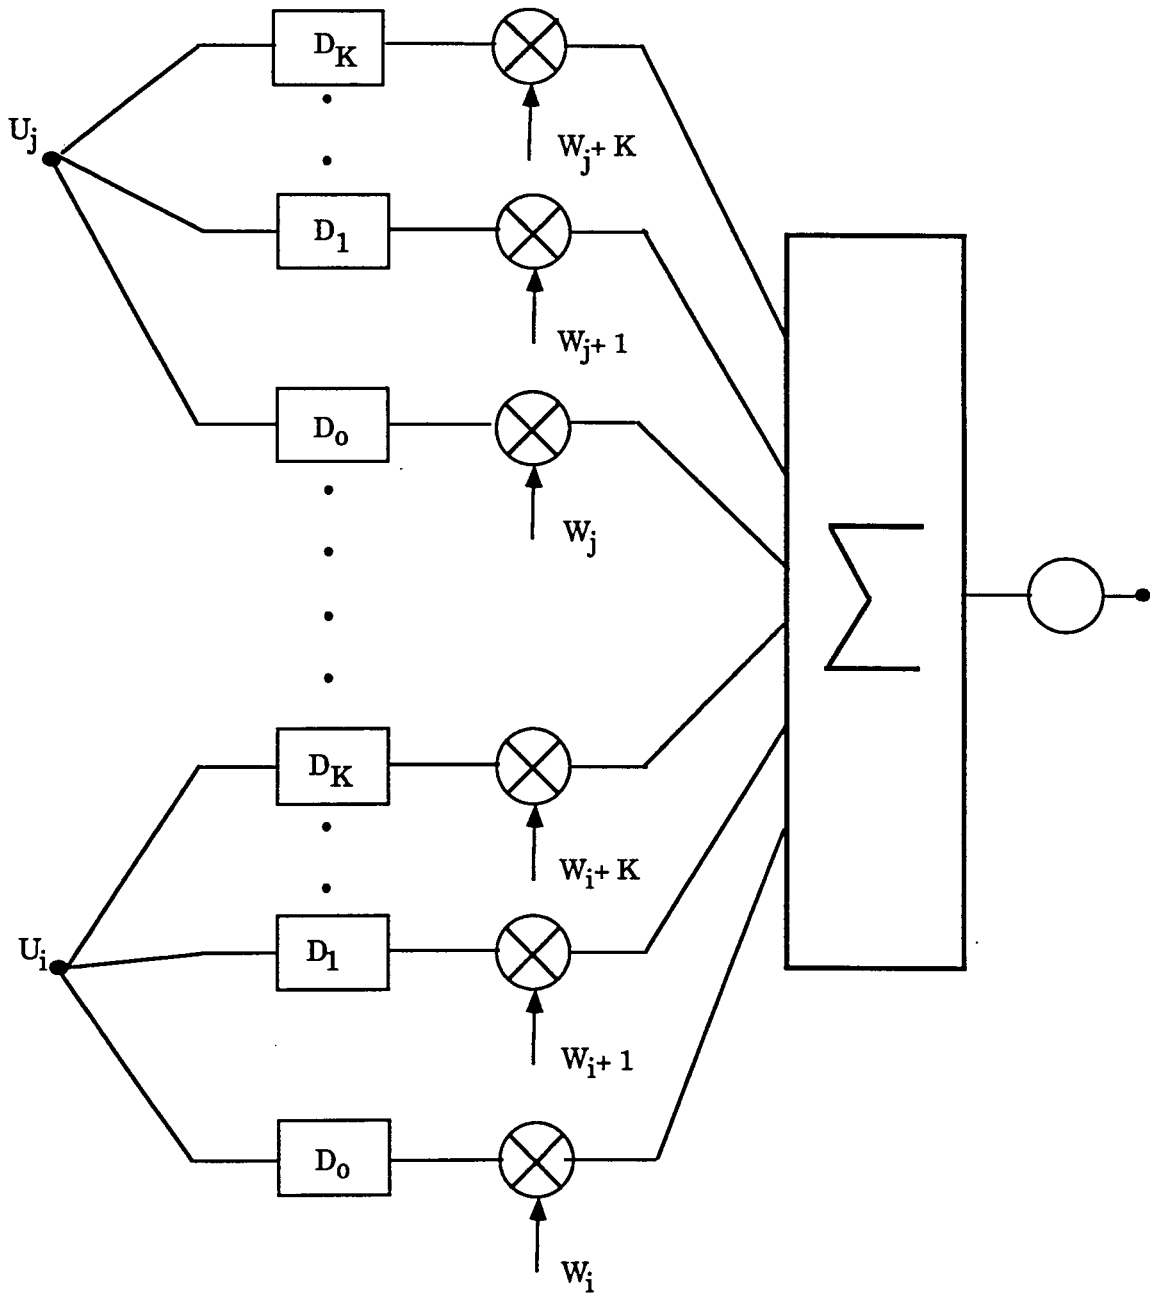 D_K
U_j
W_j+ K
D_1
W_j+ 1
D_o
W_j
Σ
D_K
W_i+ K
D_1
U_i
W_i+ 1
D_o
W_i